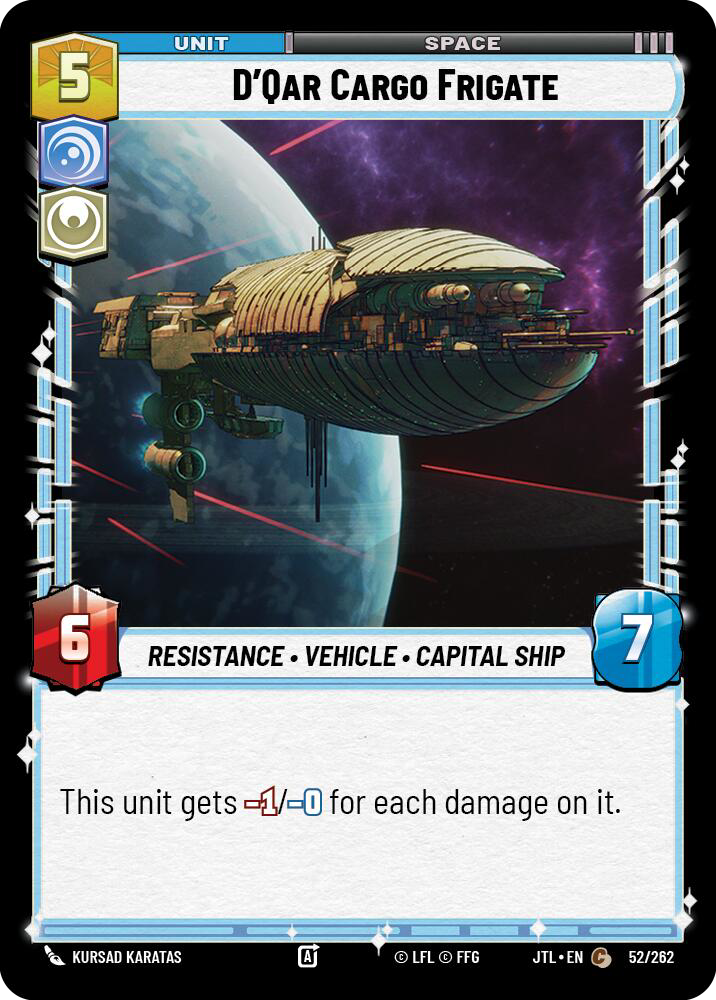 UNIT
SPACE
5
D'QAR CARGO FRIGATE
6
RESISTANCE • VEHICLE • CAPITAL SHIP
7
This unit gets -1/-0 for each damage on it.
KURSAD KARATAS
A
© LFL © FFG
JTL • EN
C
52/262